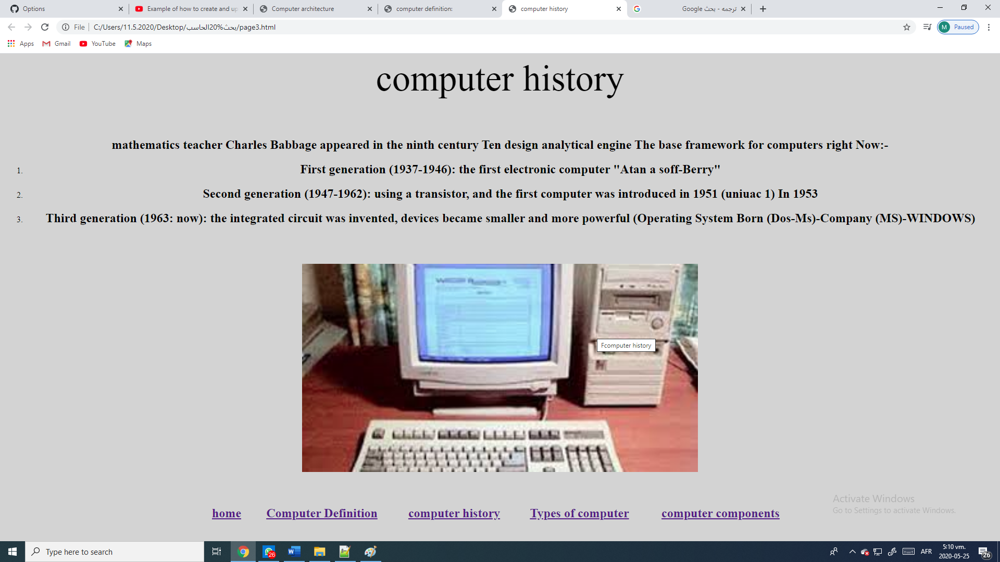 Options
Example of how to create and up
Computer architecture
computer definition:
computer history
ترجمه - بحث Google
File
C:/Users/11.5.2020/Desktop/بحث%20الحاسب/page3.html
M Paused
Apps
Gmail
YouTube
Maps
computer history
mathematics teacher Charles Babbage appeared in the ninth century Ten design analytical engine The base framework for computers right Now:-
1. First generation (1937-1946): the first electronic computer "Atan a soff-Berry"
2. Second generation (1947-1962): using a transistor, and the first computer was introduced in 1951 (uniuac 1) In 1953
3. Third generation (1963: now): the integrated circuit was invented, devices became smaller and more powerful (Operating System Born (Dos-Ms)-Company (MS)-WINDOWS)
Fcomputer history
home Computer Definition computer history Types of computer computer components
Activate Windows
Go to Settings to activate Windows.
Type here to search
26
AFR
5:10 vm.
2020-05-25
26